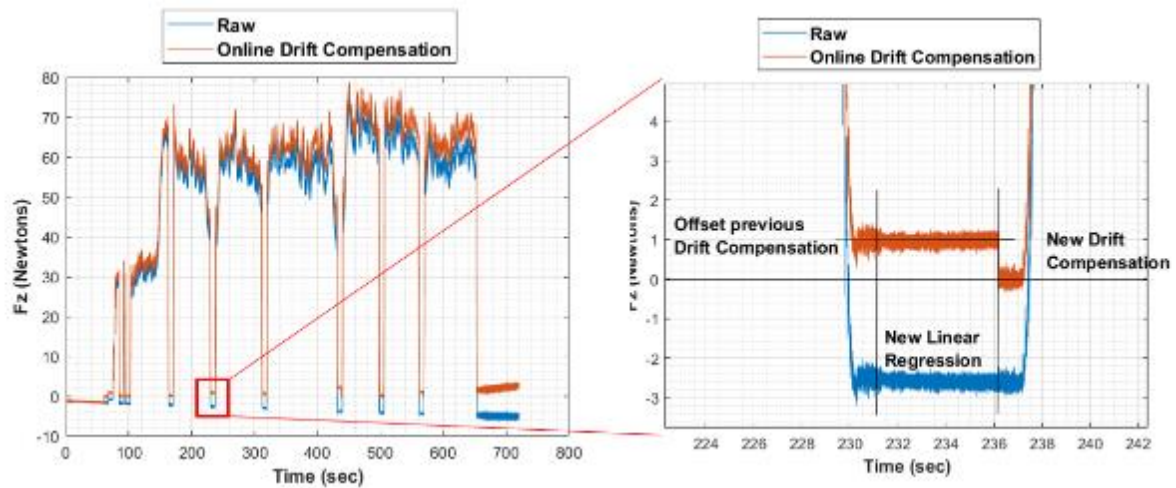 Raw
Online Drift Compensation
80
70
60
50
40
30
20
10
0
-10
0 100 200 300 400 500 600 700 800
Fz (Newtons)
Time (sec)
Raw
Online Drift Compensation
4
3
2
1
0
-1
-2
-3
224 226 228 230 232 234 236 238 240 242
Fz (Newtons)
Time (sec)
Offset previous
Drift Compensation
New Drift
Compensation
New Linear
Regression